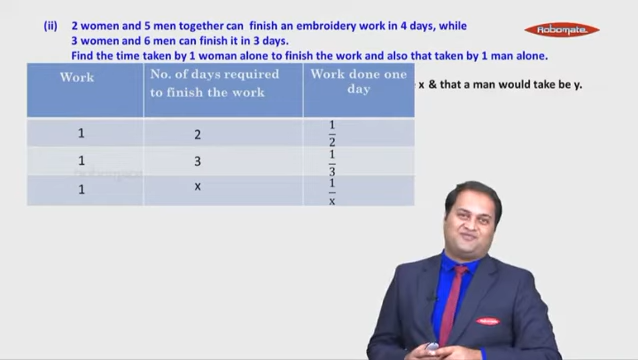 (ii) 2 women and 5 men together can finish an embroidery work in 4 days, while
3 women and 6 men can finish it in 3 days.
Find the time taken by 1 woman alone to finish the work and also that taken by 1 man alone.
Robomate
x & that a man would take be y.
Work
No. of days required to finish the work
Work done one day
1 2 1/2
1 3 1/3
1 x 1/x